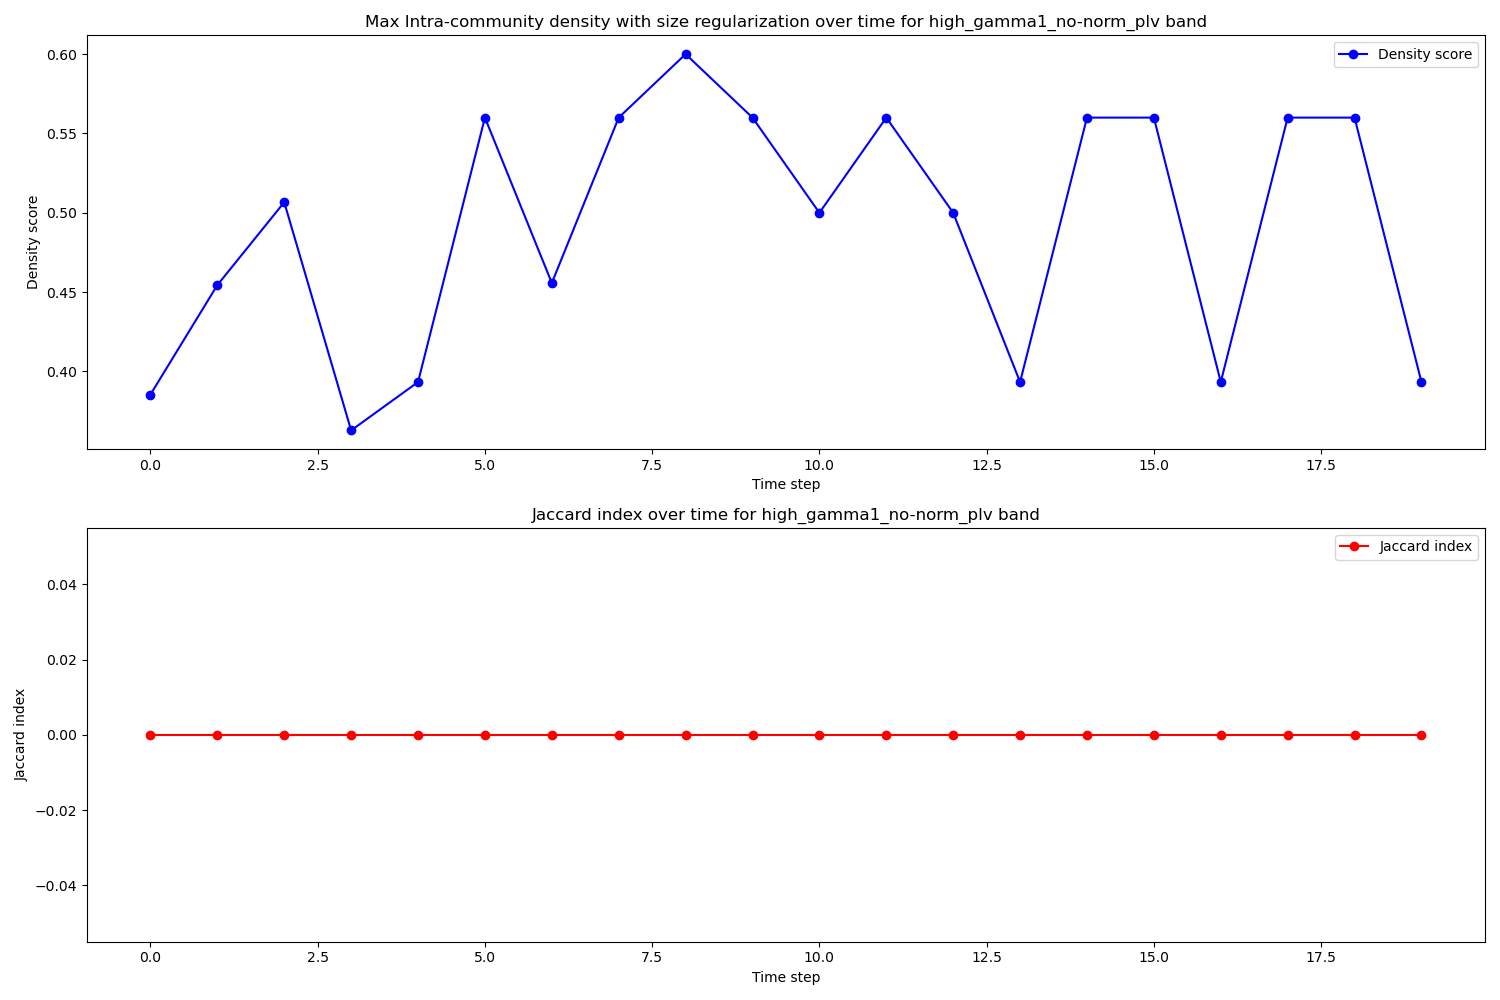 Max Intra-community density with size regularization over time for high_gamma1_no-norm_plv band
Density score
0.60
0.55
0.50
0.45
0.40
Density score
0.0 2.5 5.0 7.5 10.0 12.5 15.0 17.5
Time step
Jaccard index over time for high_gamma1_no-norm_plv band
Jaccard index
0.04
0.02
0.00
−0.02
−0.04
Jaccard index
0.0 2.5 5.0 7.5 10.0 12.5 15.0 17.5
Time step